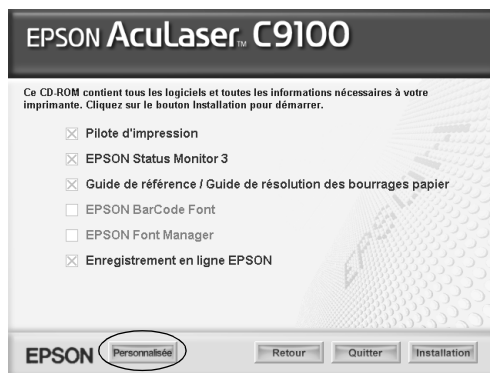 EPSON AcuLaser™ C9100
Ce CD-ROM contient tous les logiciels et toutes les informations nécessaires à votre
imprimante. Cliquez sur le bouton Installation pour démarrer.
Pilote d'impression
EPSON Status Monitor 3
Guide de référence / Guide de résolution des bourrages papier
EPSON BarCode Font
EPSON Font Manager
Enregistrement en ligne EPSON
EPSON Personnalisée Retour Quitter Installation